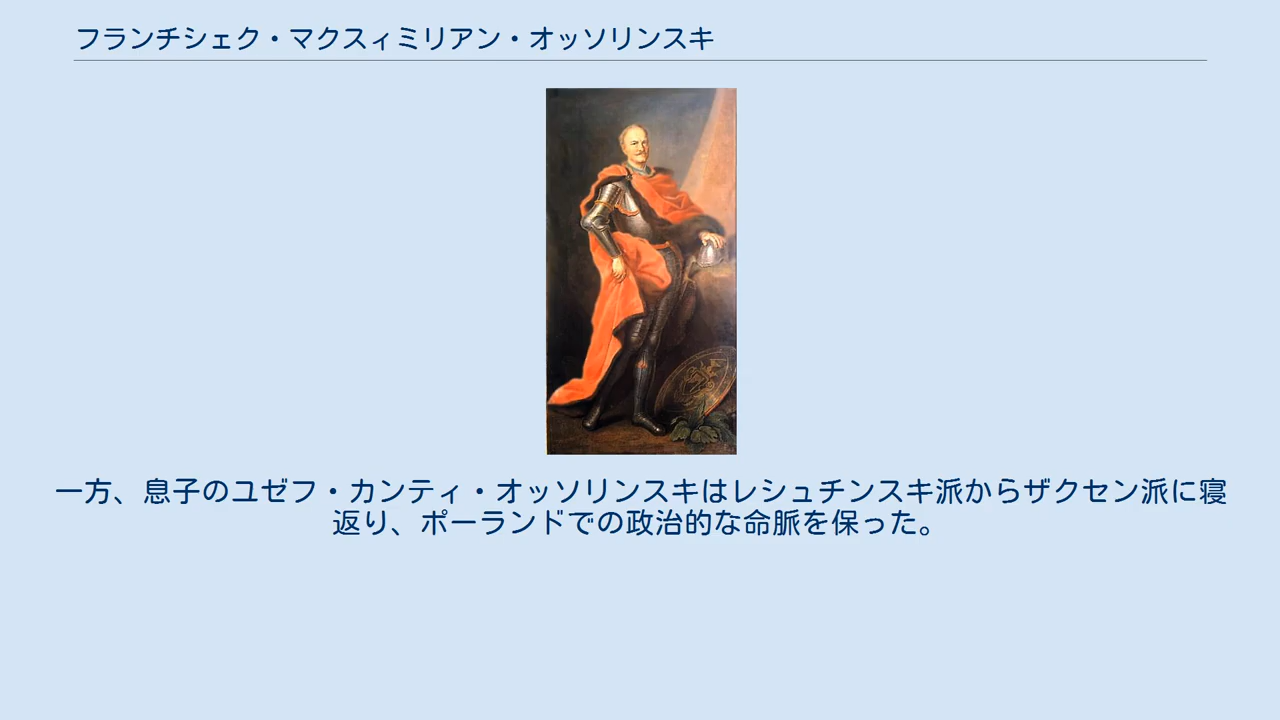 フランチシェク・マクスィミリアン・オッソリンスキ
一方、息子のユゼフ・カンティ・オッソリンスキはレシュチンスキ派からザクセン派に寝
返り、ポーランドでの政治的な命脈を保った。